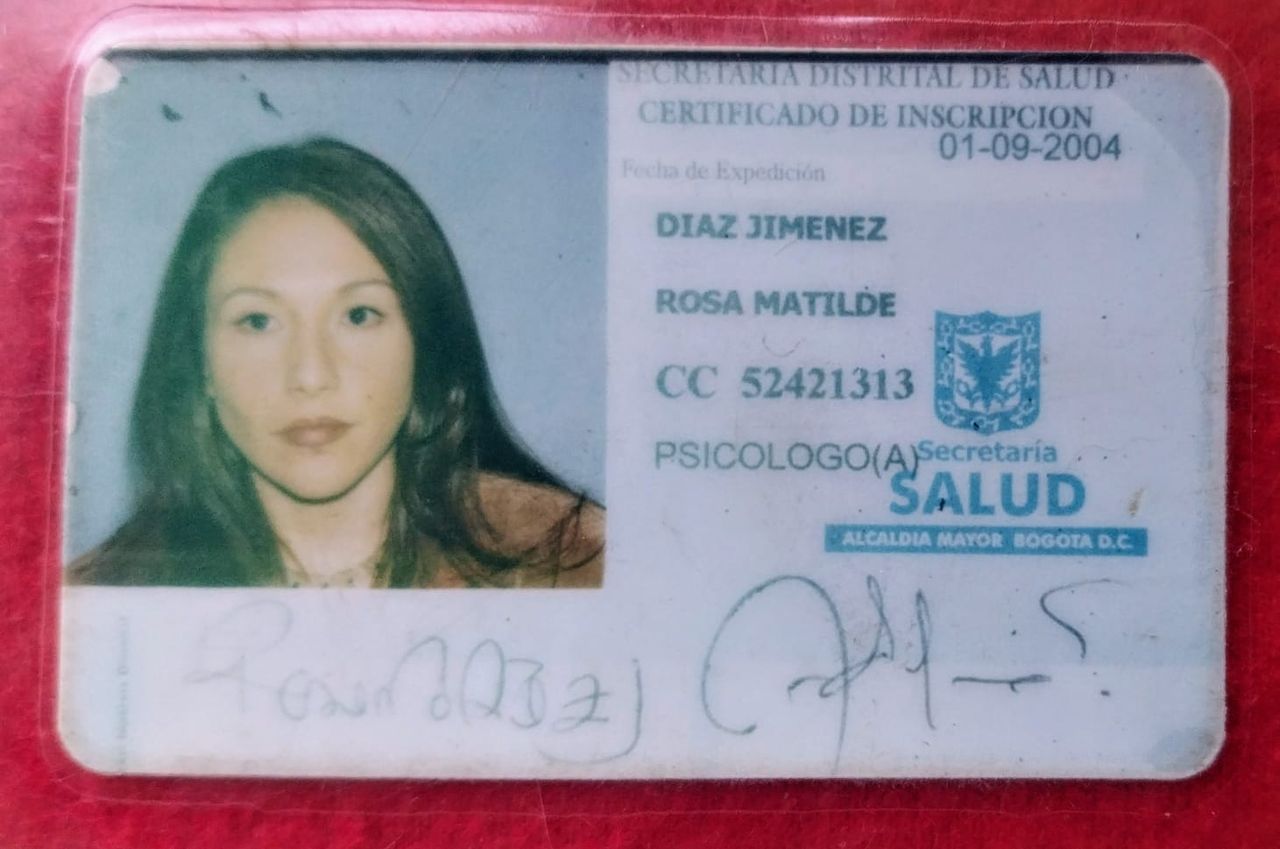 SECRETARIA DISTRITAL DE SALUD
CERTIFICADO DE INSCRIPCION
01-09-2004
Fecha de Expedición
DIAZ JIMENEZ
ROSA MATILDE
CC 52421313
PSICOLOGO(A)
Secretaría
SALUD
ALCALDIA MAYOR BOGOTA D.C.